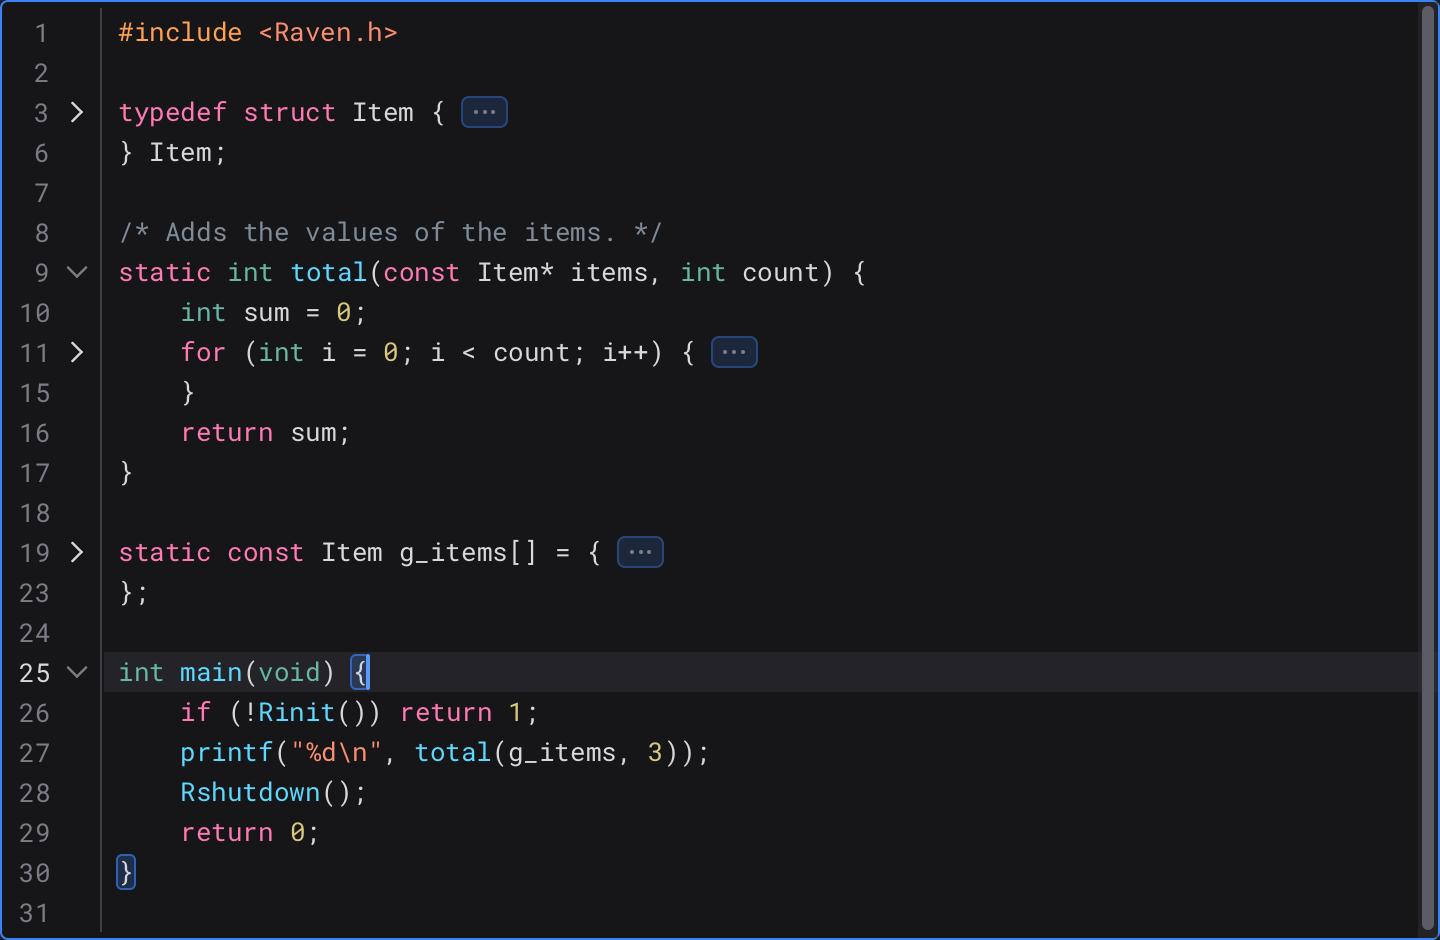 1 #include <Raven.h>
2
3 typedef struct Item { ...
6 } Item;
7
8 /* Adds the values of the items. */
9 static int total(const Item* items, int count) {
10     int sum = 0;
11     for (int i = 0; i < count; i++) { ...
15     }
16     return sum;
17 }
18
19 static const Item g_items[] = { ...
23 };
24
25 int main(void) {
26     if (!Rinit()) return 1;
27     printf("%d\n", total(g_items, 3));
28     Rshutdown();
29     return 0;
30 }
31